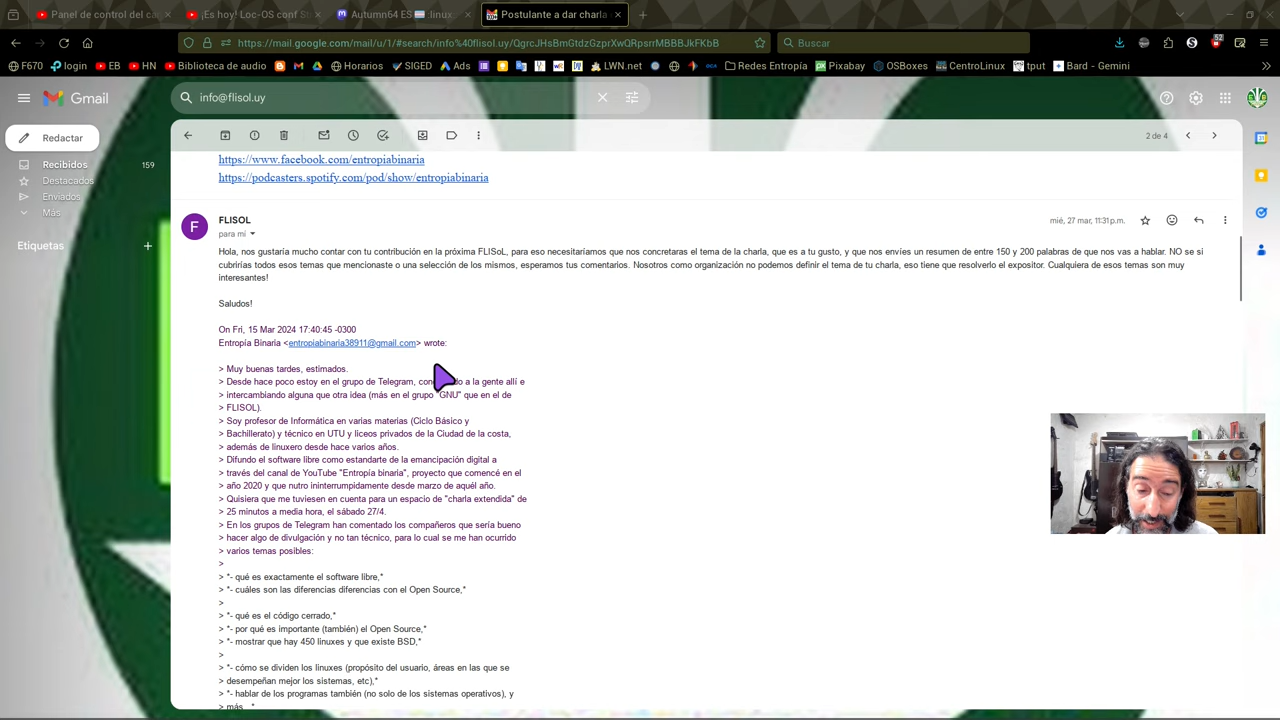 Panel de control del ca
¡Es hoy! Loc-OS conf S
Autumn64 ES :linux
Postulante a dar charla
https://mail.google.com/mail/u/1/#search/info%40flisol.uy/QgrcJHsBmGtdzGzprXwQRpsrrMBBBJkFKbB
Buscar
52
F670
login
EB
HN
Biblioteca de audio
Horarios
SIGED
Ads
LWN.net
Redes Entropía
Pixabay
OSBoxes
CentroLinux
tput
Bard - Gemini
Gmail
info@flisol.uy
Redactar
2 de 4
Recibidos 159
Destacados
Enviados
Más
Etiquetas
https://www.facebook.com/entropiabinaria
https://podcasters.spotify.com/pod/show/entropiabinaria
F
FLISOL
mié, 27 mar, 11:31 p.m.
para mí
Hola, nos gustaría mucho contar con tu contribución en la próxima FLISoL, para eso necesitaríamos que nos concretaras el tema de la charla, que es a tu gusto, y que nos envíes un resumen de entre 150 y 200 palabras de que nos vas a hablar. NO se si
cubrirías todos esos temas que mencionaste o una selección de los mismos, esperamos tu comentarios. Nosotros como organización no podemos definir el tema de tu charla, eso tiene que resolverlo el expositor. Cualquiera de esos temas son muy
interesantes!
Saludos!
On Fri, 15 Mar 2024 17:40:45 -0300
Entropía Binaria <entropiabinaria38911@gmail.com> wrote:
> Muy buenas tardes, estimados.
> Desde hace poco estoy en el grupo de Telegram, con do a la gente allí e
> intercambiando alguna que otra idea (más en el grupo "GNU" que en el de
> FLISOL).
> Soy profesor de Informática en varias materias (Ciclo Básico y
> Bachillerato) y técnico en UTU y liceos privados de la Ciudad de la costa,
> además de linuxero desde hace varios años.
> Difundo el software libre como estandarte de la emancipación digital a
> través del canal de YouTube "Entropía binaria", proyecto que comencé en el
> año 2020 y que nutro ininterrumpidamente desde marzo de aquél año.
> Quisiera que me tuviesen en cuenta para un espacio de "charla extendida" de
> 25 minutos a media hora, el sábado 27/4.
> En los grupos de Telegram han comentado los compañeros que sería bueno
> hacer algo de divulgación y no tan técnico, para lo cual se me han ocurrido
> varios temas posibles:
>
> *- qué es exactamente el software libre,*
> *- cuáles son las diferencias diferencias con el Open Source,*
>
> *- qué es el código cerrado,*
> *- por qué es importante (también) el Open Source,*
> *- mostrar que hay 450 linuxes y que existe BSD,*
>
> *- cómo se dividen los linuxes (propósito del usuario, áreas en las que se
> desempeñan mejor los sistemas, etc),*
> *- hablar de los programas también (no solo de los sistemas operativos), y
> más...*